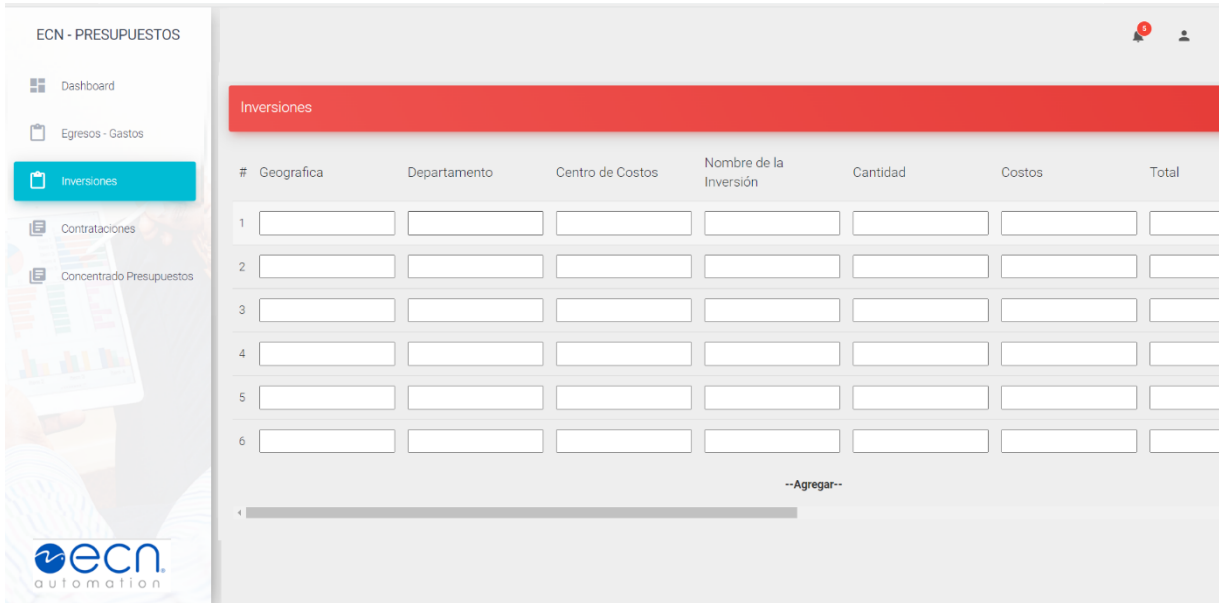 ECN - PRESUPUESTOS
5
Dashboard
Egresos - Gastos
Inversiones
Contrataciones
Concentrado Presupuestos
ecn.
automation
Inversiones
# Geografica Departamento Centro de Costos Nombre de la Inversión Cantidad Costos Total
1
2
3
4
5
6
--Agregar--